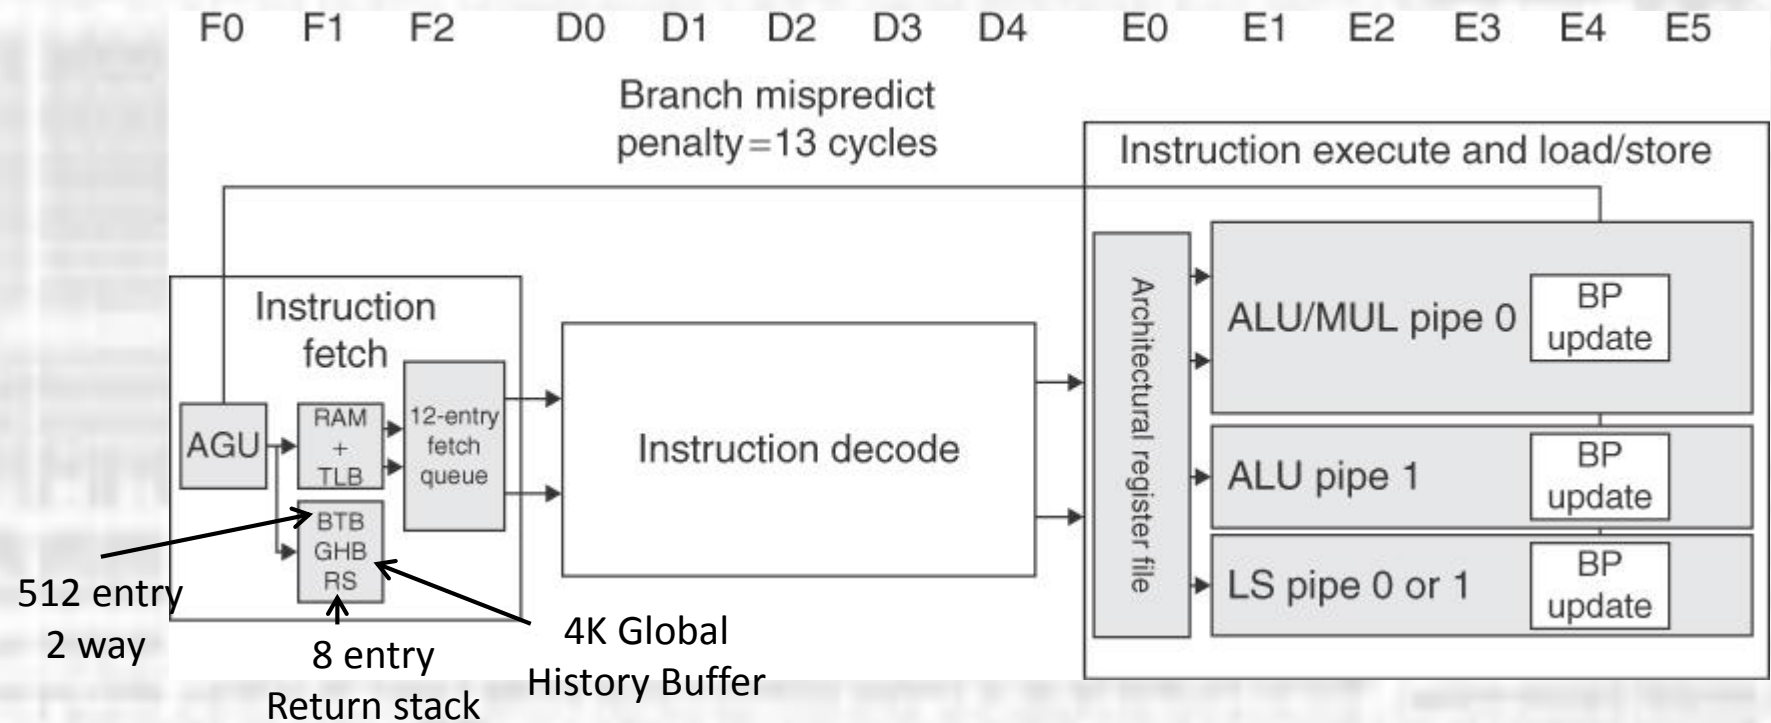 F0 F1 F2 D0 D1 D2 D3 D4 E0 E1 E2 E3 E4 E5
Branch mispredict
penalty=13 cycles
Instruction execute and load/store
Instruction
fetch
AGU
RAM
+
TLB
BTB
GHB
RS
12-entry
fetch
queue
Instruction decode
Architectural register file
ALU/MUL pipe 0
BP
update
ALU pipe 1
BP
update
LS pipe 0 or 1
BP
update
512 entry
2 way
8 entry
Return stack
4K Global
History Buffer